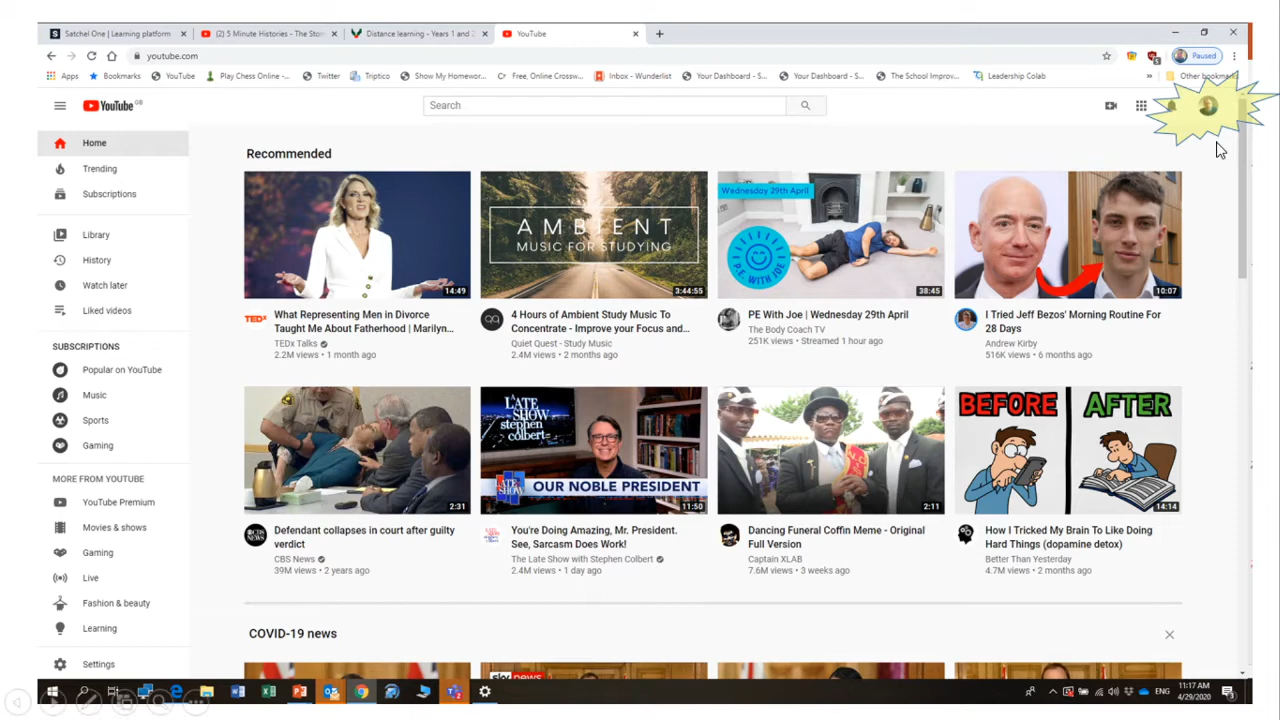 Satchel One | Learning platform
(2) 5 Minute Histories - The Stor
Distance learning - Years 1 and 2
YouTube
youtube.com
Paused
Apps
Bookmarks
YouTube
Play Chess Online -...
Twitter
Triptico
Show My Homewor...
Free, Online Crossw...
Inbox - Wunderlist
Your Dashboard - S...
Your Dashboard - S...
The School Improv...
Leadership Colab
»
Other bookmarks
YouTube GB
Search
Home
Trending
Subscriptions
Library
History
Watch later
Liked videos
SUBSCRIPTIONS
Popular on YouTube
Music
Sports
Gaming
MORE FROM YOUTUBE
YouTube Premium
Movies & shows
Gaming
Live
Fashion & beauty
Learning
Settings
Recommended
14:49
TEDx
What Representing Men in Divorce
Taught Me About Fatherhood | Marilyn...
TEDx Talks
2.2M views • 1 month ago
AMBIENT
MUSIC FOR STUDYING
3:44:55
4 Hours of Ambient Study Music To
Concentrate - Improve your Focus and...
Quiet Quest - Study Music
2.4M views • 2 months ago
Wednesday 29th April
P.E. WITH JOE
38:45
PE With Joe | Wednesday 29th April
The Body Coach TV
251K views • Streamed 1 hour ago
10:07
I Tried Jeff Bezos' Morning Routine For
28 Days
Andrew Kirby
516K views • 6 months ago
2:31
CBS NEWS
Defendant collapses in court after guilty
verdict
CBS News
39M views • 2 years ago
A LATE SHOW
stephen
colbert
LATE SHOW
OUR NOBLE PRESIDENT
11:50
You're Doing Amazing, Mr. President.
See, Sarcasm Does Work!
The Late Show with Stephen Colbert
2.4M views • 1 day ago
2:11
Dancing Funeral Coffin Meme - Original
Full Version
Captain XLAB
7.6M views • 3 weeks ago
BEFORE
AFTER
14:14
How I Tricked My Brain To Like Doing
Hard Things (dopamine detox)
Better Than Yesterday
4.7M views • 2 months ago
COVID-19 news
sky news
ENG
11:17 AM
4/29/2020